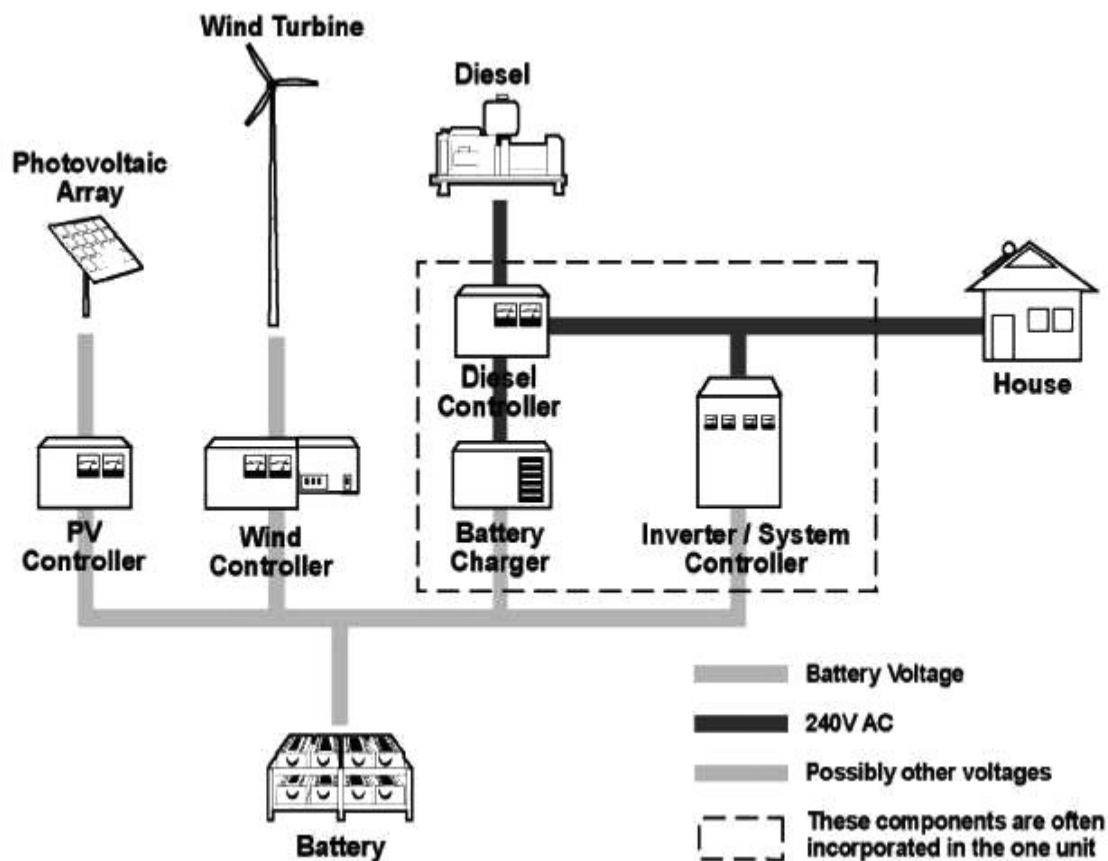 Wind Turbine
Diesel
Photovoltaic
Array
House
Diesel
Controller
PV
Controller
Wind
Controller
Battery
Charger
Inverter / System
Controller
Battery Voltage
240V AC
Possibly other voltages
These components are often
incorporated in the one unit
Battery